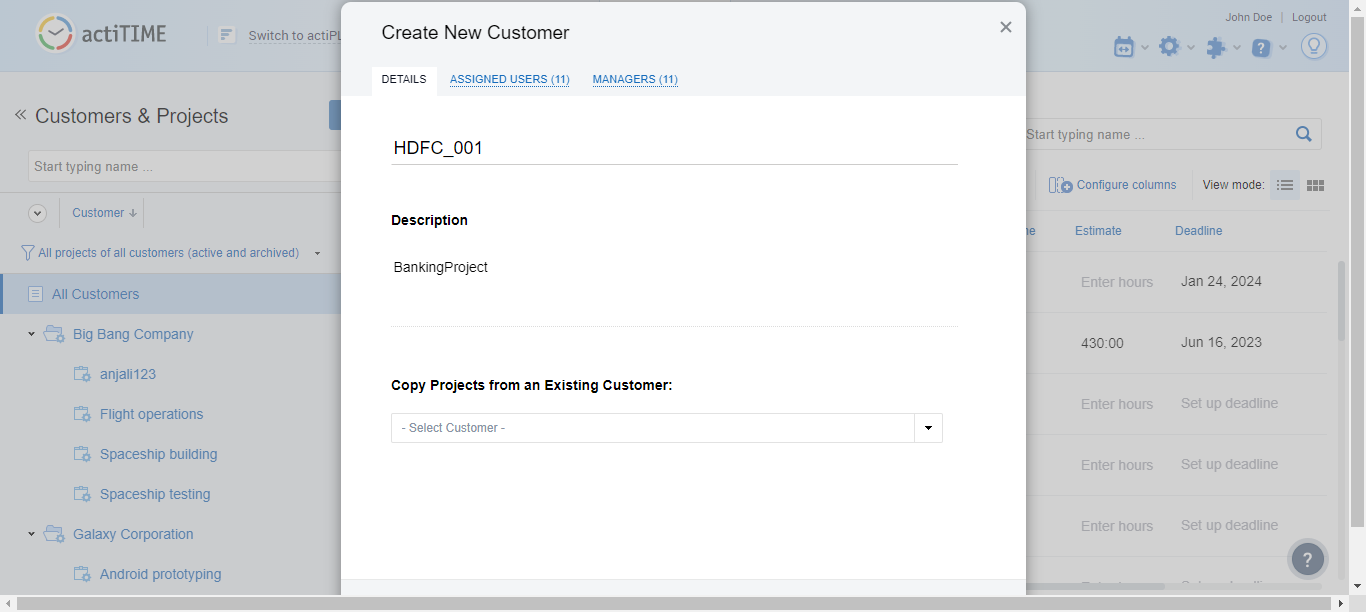 actiTIME
Switch to actiPL
John Doe | Logout
Create New Customer
DETAILS
ASSIGNED USERS (11)
MANAGERS (11)
Customers & Projects
Start typing name ...
Customer
All projects of all customers (active and archived)
All Customers
Big Bang Company
anjali123
Flight operations
Spaceship building
Spaceship testing
Galaxy Corporation
Android prototyping
HDFC_001
Description
BankingProject
Copy Projects from an Existing Customer:
- Select Customer -
Start typing name ...
Configure columns
View mode:
Estimate
Deadline
Enter hours
Jan 24, 2024
430:00
Jun 16, 2023
Enter hours
Set up deadline
Enter hours
Set up deadline
Enter hours
Set up deadline
?